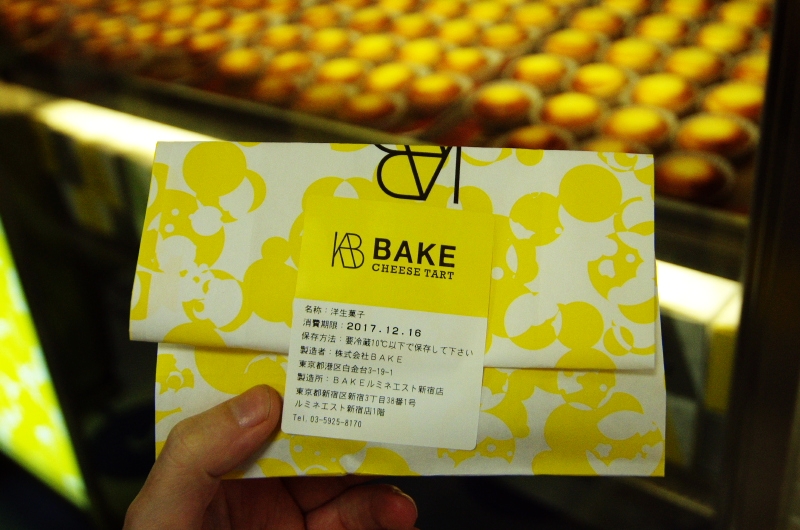 BAKE
CHEESE TART
名称：洋生菓子
消費期限：2017.12.16
保存方法：要冷蔵10℃以下で保存して下さい
製造者：株式会社BAKE
東京都港区白金台3-19-1
製造所：BAKEルミネエスト新宿店
東京都新宿区新宿3丁目38番1号
ルミネエスト新宿店1階
Tel. 03-5925-8170